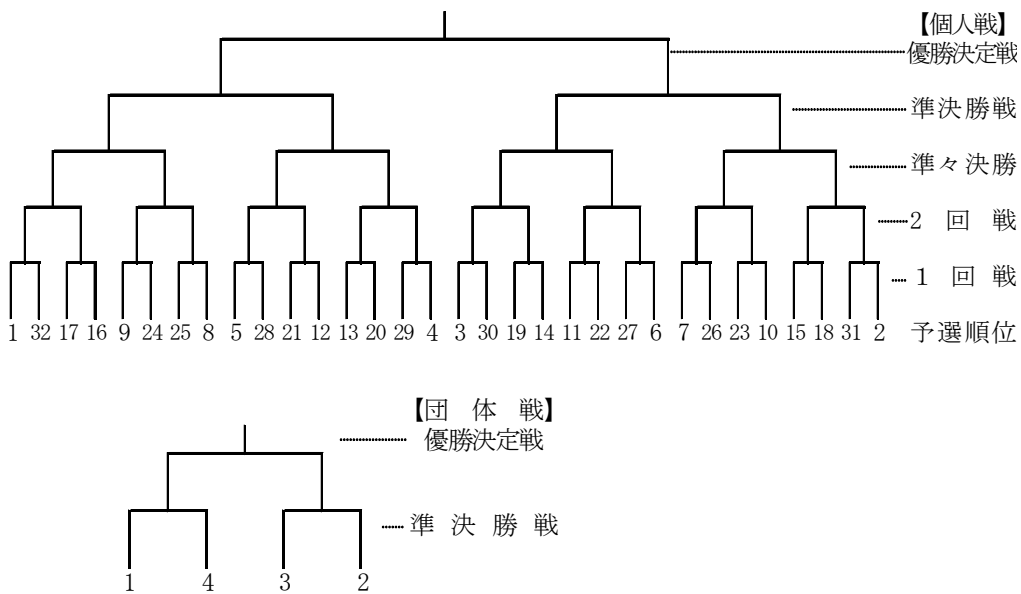 【個人戦】
優勝決定戦
準決勝戦
準々決勝
2 回 戦
1 回 戦
1 32 17 16 9 24 25 8 5 28 21 12 13 20 29 4 3 30 19 14 11 22 27 6 7 26 23 10 15 18 31 2 予選順位
【団 体 戦】
優勝決定戦
準 決 勝 戦
1 4 3 2